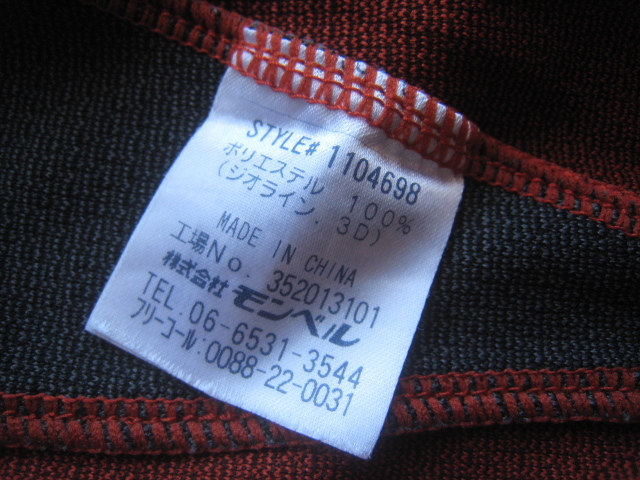 STYLE# 1104698
ポリエステル 100%
(ジオライン. 3D)
MADE IN CHINA
工場No. 352013101
株式会社 モンベル
TEL. 06-6531-3544
フリーコール:0088-22-0031